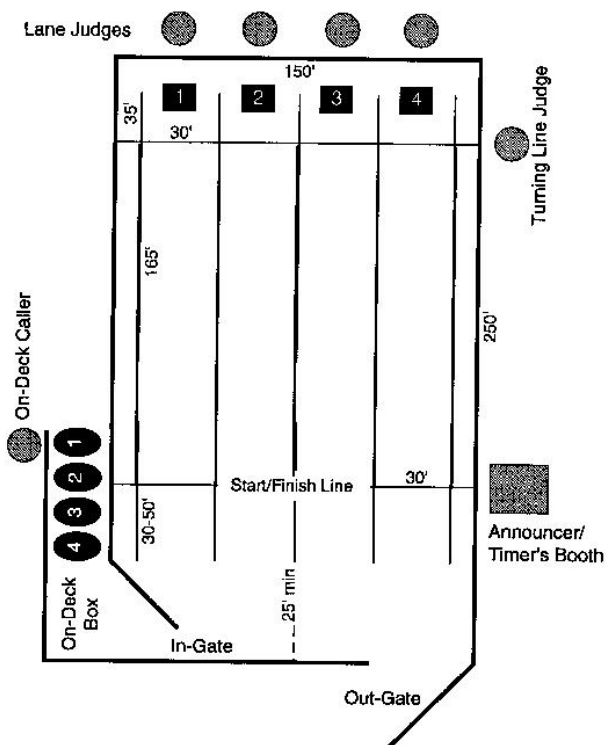 Lane Judges
150'
1 2 3 4
35'
30'
Turning Line Judge
165'
250'
On-Deck Caller
1
2
3
4
Start/Finish Line
30'
30-50'
Announcer/
Timer's Booth
On-Deck
Box
25' min
In-Gate
Out-Gate